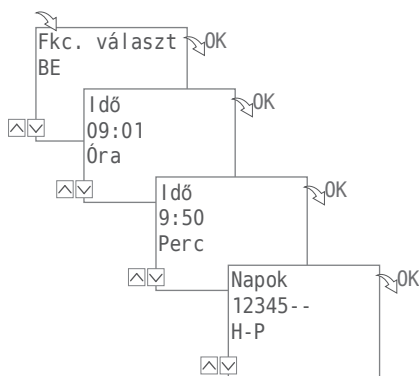 Fkc. választ
OK
BE
Idő
OK
09:01
Óra
Idő
OK
9:50
Perc
Napok
OK
12345--
H-P